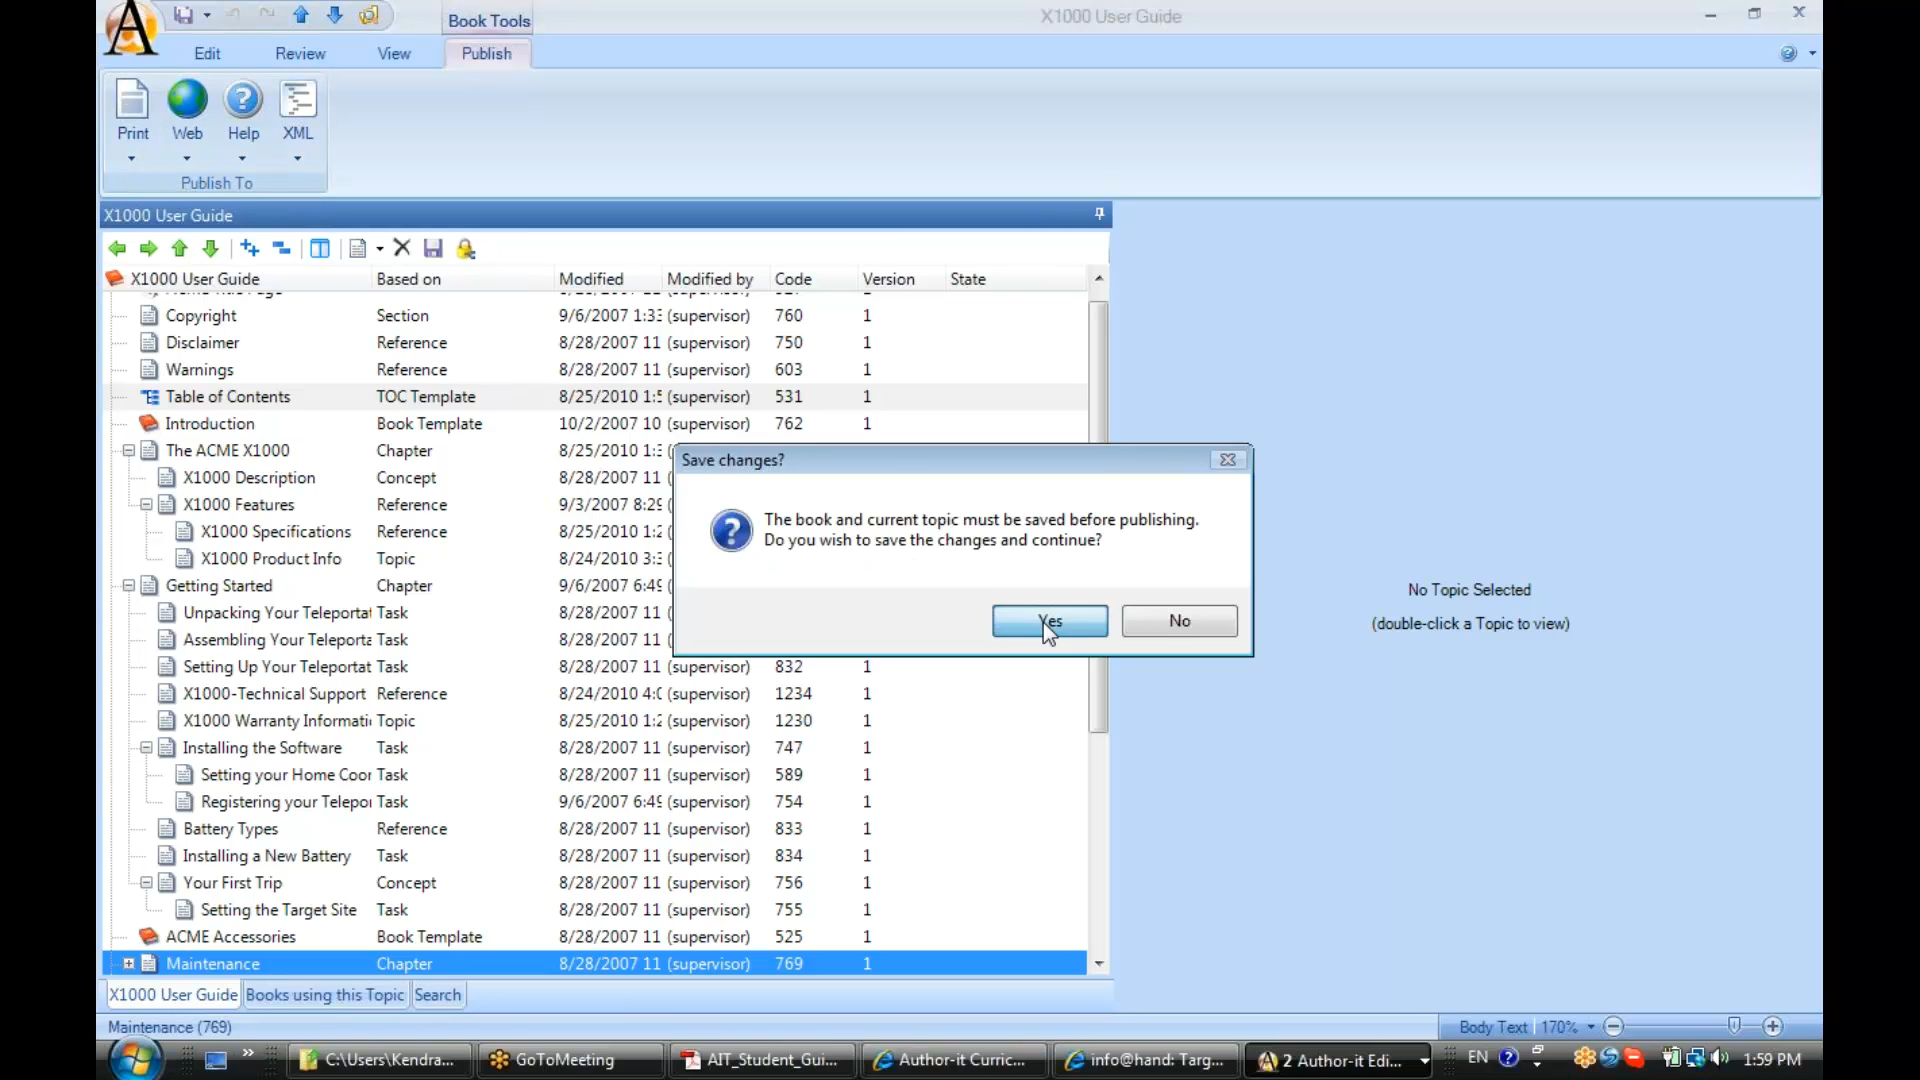 Book Tools
X1000 User Guide
Edit Review View Publish
Print Web Help XML
Publish To
X1000 User Guide
X1000 User Guide Based on Modified Modified by Code Version State
Copyright Section 9/6/2007 1:33 (supervisor) 760 1
Disclaimer Reference 8/28/2007 11 (supervisor) 750 1
Warnings Reference 8/28/2007 11 (supervisor) 603 1
Table of Contents TOC Template 8/25/2010 1:5 (supervisor) 531 1
Introduction Book Template 10/2/2007 10 (supervisor) 762 1
The ACME X1000 Chapter 8/25/2010 1:3
X1000 Description Concept 8/28/2007 11
X1000 Features Reference 9/3/2007 8:29
X1000 Specifications Reference 8/25/2010 1:2
X1000 Product Info Topic 8/24/2010 3:3
Getting Started Chapter 9/6/2007 6:49
Unpacking Your Teleportat Task 8/28/2007 11
Assembling Your Teleporta Task 8/28/2007 11
Setting Up Your Teleportat Task 8/28/2007 11 (supervisor) 832 1
X1000-Technical Support Reference 8/24/2010 4:0 (supervisor) 1234 1
X1000 Warranty Informati Topic 8/25/2010 1:2 (supervisor) 1230 1
Installing the Software Task 8/28/2007 11 (supervisor) 747 1
Setting your Home Coor Task 8/28/2007 11 (supervisor) 589 1
Registering your Telepor Task 9/6/2007 6:49 (supervisor) 754 1
Battery Types Reference 8/28/2007 11 (supervisor) 833 1
Installing a New Battery Task 8/28/2007 11 (supervisor) 834 1
Your First Trip Concept 8/28/2007 11 (supervisor) 756 1
Setting the Target Site Task 8/28/2007 11 (supervisor) 755 1
ACME Accessories Book Template 8/28/2007 11 (supervisor) 525 1
Maintenance Chapter 8/28/2007 11 (supervisor) 769 1
Save changes?
The book and current topic must be saved before publishing.
Do you wish to save the changes and continue?
Yes No
No Topic Selected
(double-click a Topic to view)
X1000 User Guide Books using this Topic Search
Maintenance (769) Body Text 170%
C:\Users\Kendra... GoToMeeting AIT_Student_Gui... Author-it Curric... info@hand: Targ... 2 Author-it Edi... EN 1:59 PM